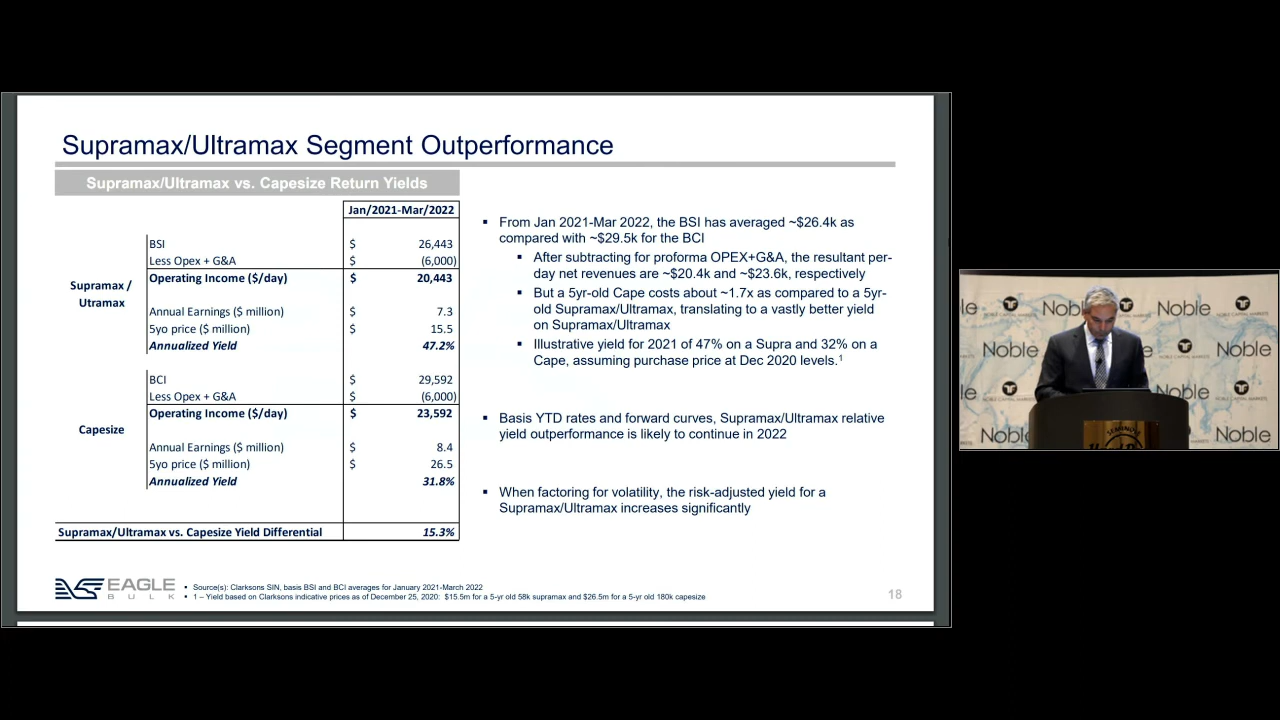 Supramax/Ultramax Segment Outperformance
Supramax/Ultramax vs. Capesize Return Yields
Jan/2021-Mar/2022
BSI $ 26,443
Less Opex + G&A $ (6,000)
Operating Income ($/day) $ 20,443
Supramax /
Utramax
Annual Earnings ($ million) $ 7.3
5yo price ($ million) $ 15.5
Annualized Yield 47.2%
BCI $ 29,592
Less Opex + G&A $ (6,000)
Operating Income ($/day) $ 23,592
Capesize
Annual Earnings ($ million) $ 8.4
5yo price ($ million) $ 26.5
Annualized Yield 31.8%
Supramax/Ultramax vs. Capesize Yield Differential 15.3%
▪ From Jan 2021-Mar 2022, the BSI has averaged ~$26.4k as
compared with ~$29.5k for the BCI
▪ After subtracting for proforma OPEX+G&A, the resultant per-
day net revenues are ~$20.4k and ~$23.6k, respectively
▪ But a 5yr-old Cape costs about ~1.7x as compared to a 5yr-
old Supramax/Ultramax, translating to a vastly better yield
on Supramax/Ultramax
▪ Illustrative yield for 2021 of 47% on a Supra and 32% on a
Cape, assuming purchase price at Dec 2020 levels.1
▪ Basis YTD rates and forward curves, Supramax/Ultramax relative
yield outperformance is likely to continue in 2022
▪ When factoring for volatility, the risk-adjusted yield for a
Supramax/Ultramax increases significantly
EAGLE
BULK
▪ Source(s): Clarksons SIN, basis BSI and BCI averages for January 2021-March 2022
▪ 1 – Yield based on Clarksons indicative prices as of December 25, 2020: $15.5m for a 5-yr old 58k supramax and $26.5m for a 5-yr old 180k capesize
18
le Noble Noble
NOBLE CAPITAL MARKETS
Noble Noble
le Noble
Noble Noble